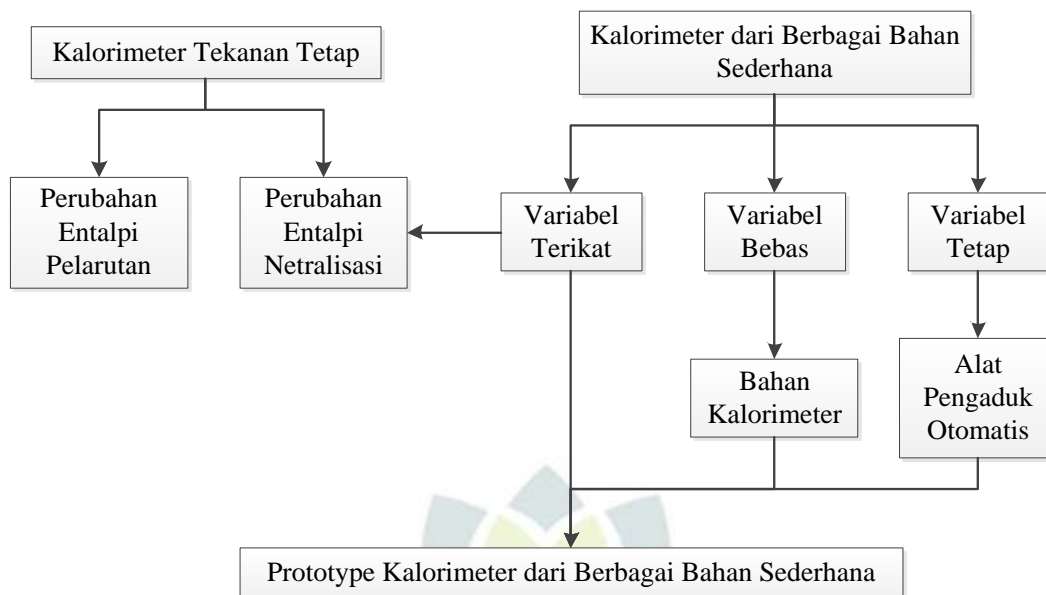 Kalorimeter Tekanan Tetap
Kalorimeter dari Berbagai Bahan
Sederhana
Perubahan
Entalpi
Pelarutan
Perubahan
Entalpi
Netralisasi
Variabel
Terikat
Variabel
Bebas
Variabel
Tetap
Bahan
Kalorimeter
Alat
Pengaduk
Otomatis
Prototype Kalorimeter dari Berbagai Bahan Sederhana